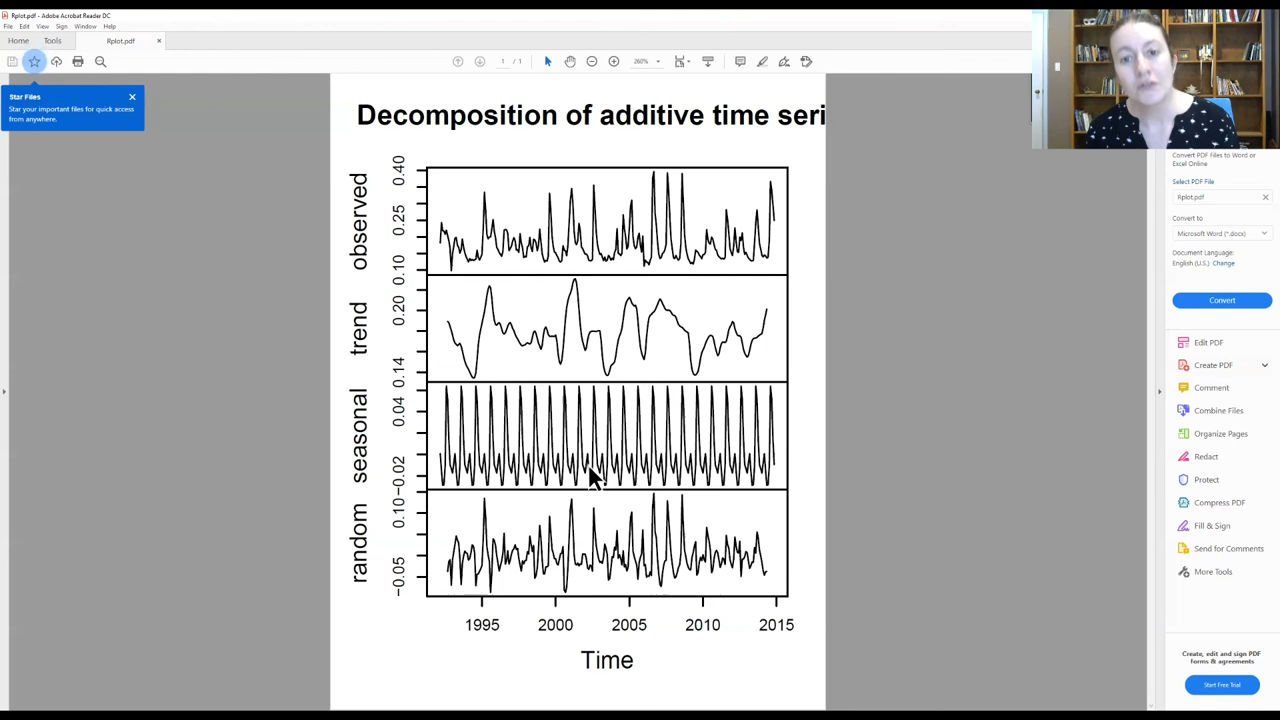 Rplot.pdf - Adobe Acrobat Reader DC
File Edit View Sign Window Help
Home Tools Rplot.pdf ×
1 / 1 260%
Star Files
Star your important files for quick access
from anywhere.
Decomposition of additive time seri
observed
0.10 0.25 0.40
trend
0.14 0.20
seasonal
−0.02 0.04
random
−0.05 0.10
1995 2000 2005 2010 2015
Time
Convert PDF Files to Word or
Excel Online
Select PDF File
Rplot.pdf
Convert to
Microsoft Word (*.docx)
Document Language:
English (U.S.) Change
Convert
Edit PDF
Create PDF
Comment
Combine Files
Organize Pages
Redact
Protect
Compress PDF
Fill & Sign
Send for Comments
More Tools
Create, edit and sign PDF
forms & agreements
Start Free Trial